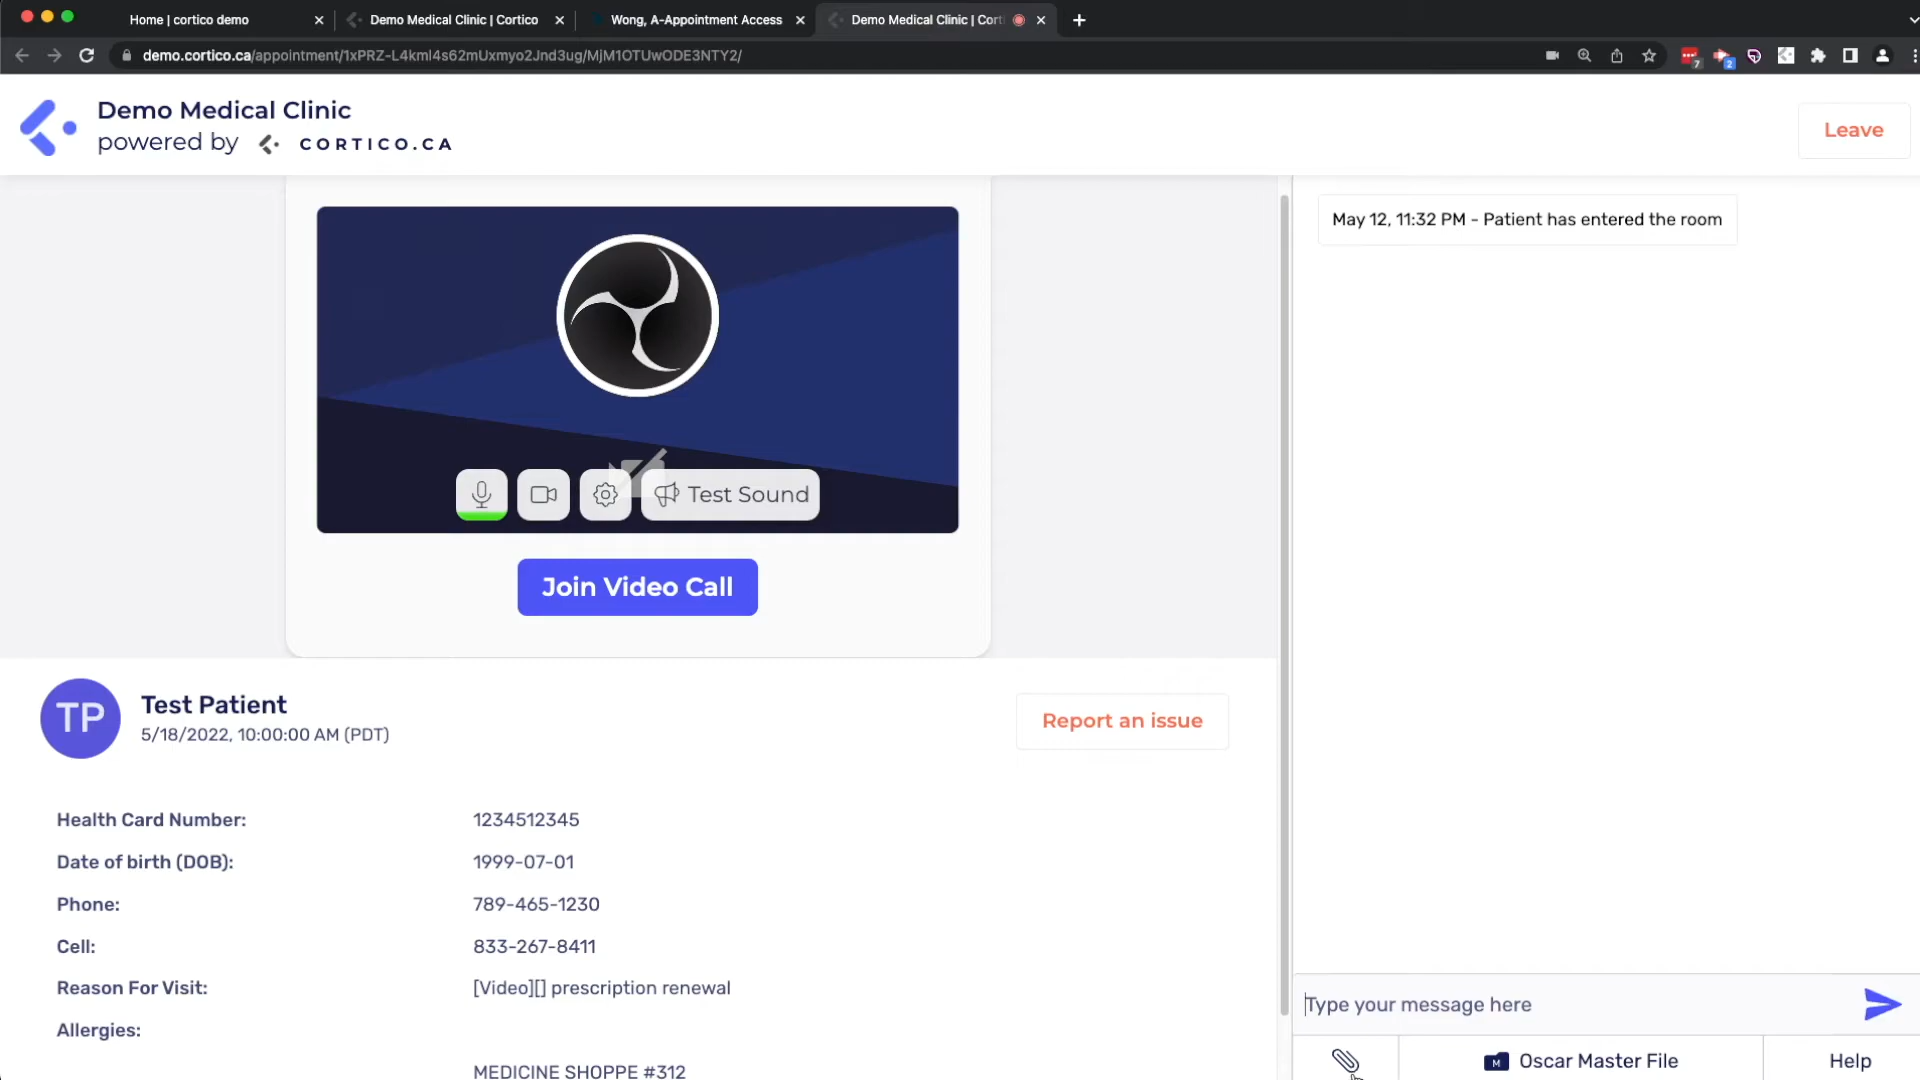 Home | cortico demo
Demo Medical Clinic | Cortico
Wong, A-Appointment Access
Demo Medical Clinic | Corti
demo.cortico.ca/appointment/1xPRZ-L4kml4s62mUxmyo2Jnd3ug/MjM1OTUwODE3NTY2/
7
2
Demo Medical Clinic
powered by CORTICO.CA
Leave
May 12, 11:32 PM - Patient has entered the room
Test Sound
Join Video Call
TP
Test Patient
5/18/2022, 10:00:00 AM (PDT)
Report an issue
Health Card Number: 1234512345
Date of birth (DOB): 1999-07-01
Phone: 789-465-1230
Cell: 833-267-8411
Reason For Visit: [Video][] prescription renewal
Allergies:
MEDICINE SHOPPE #312
Type your message here
M Oscar Master File
Help